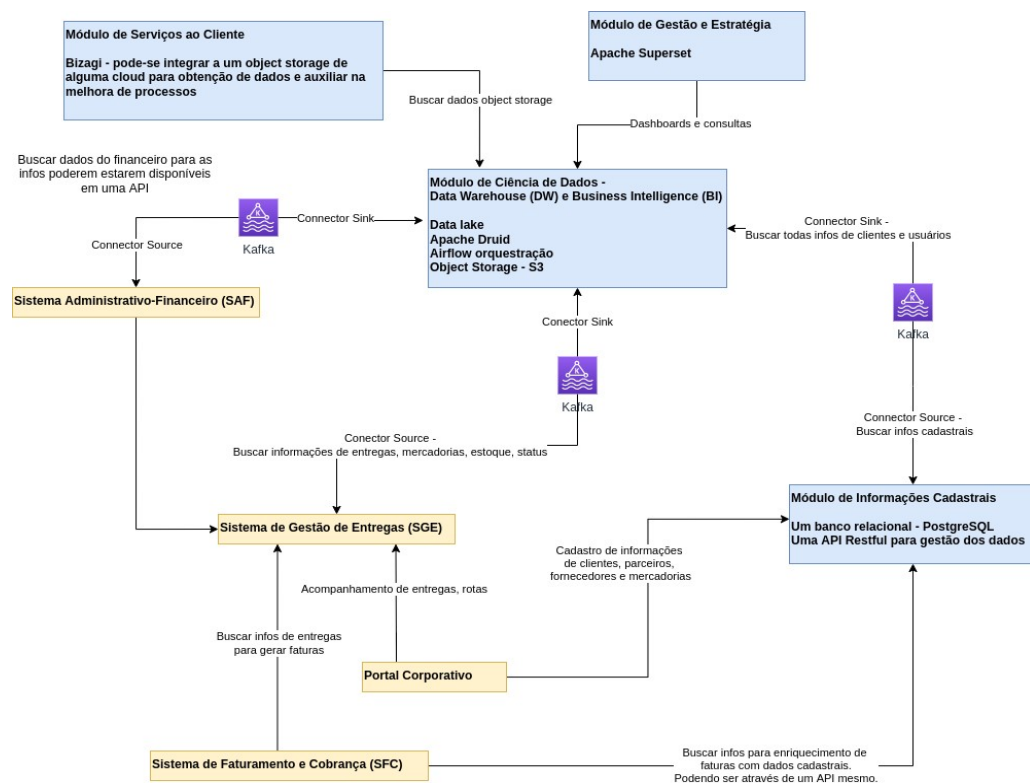 Módulo de Serviços ao Cliente
Bizagi - pode-se integrar a um object storage de
alguma cloud para obtenção de dados e auxiliar na
melhora de processos
Módulo de Gestão e Estratégia
Apache Superset
Buscar dados object storage
Dashboards e consultas
Buscar dados do financeiro para as
infos poderem estarem disponíveis
em uma API
Módulo de Ciência de Dados -
Data Warehouse (DW) e Business Intelligence (BI)
Data lake
Apache Druid
Airflow orquestração
Object Storage - S3
K
Kafka
Connector Sink
Connector Source
Connector Sink -
Buscar todas infos de clientes e usuários
Sistema Administrativo-Financeiro (SAF)
K
Kafka
Conector Sink
K
Kafka
Conector Source -
Buscar informações de entregas, mercadorias, estoque, status
Connector Source -
Buscar infos cadastrais
Módulo de Informações Cadastrais
Um banco relacional - PostgreSQL
Uma API Restful para gestão dos dados
Sistema de Gestão de Entregas (SGE)
Cadastro de informações
de clientes, parceiros,
fornecedores e mercadorias
Acompanhamento de entregas, rotas
Buscar infos de entregas
para gerar faturas
Portal Corporativo
Sistema de Faturamento e Cobrança (SFC)
Buscar infos para enriquecimento de
faturas com dados cadastrais.
Podendo ser através de um API mesmo.